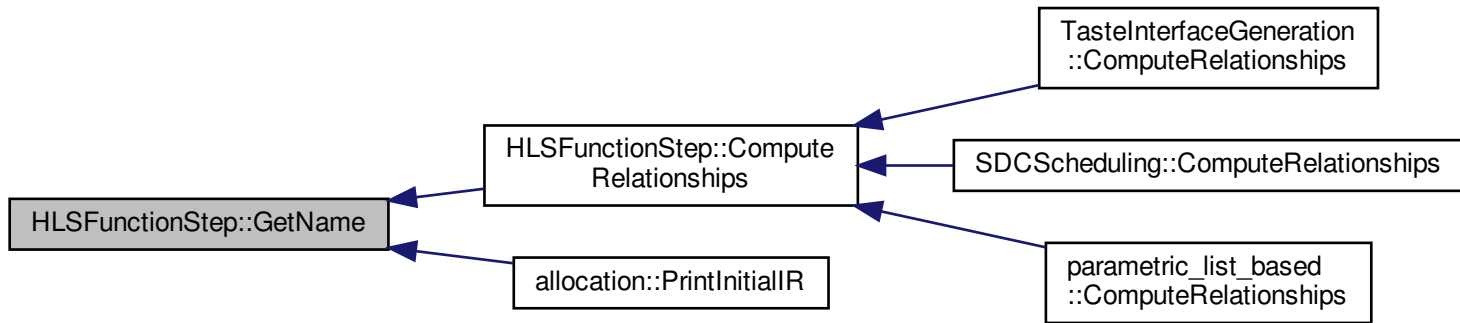 TasteInterfaceGeneration
::ComputeRelationships
HLSFunctionStep::Compute
Relationships
SDCScheduling::ComputeRelationships
HLSFunctionStep::GetName
parametric_list_based
::ComputeRelationships
allocation::PrintInitialIR